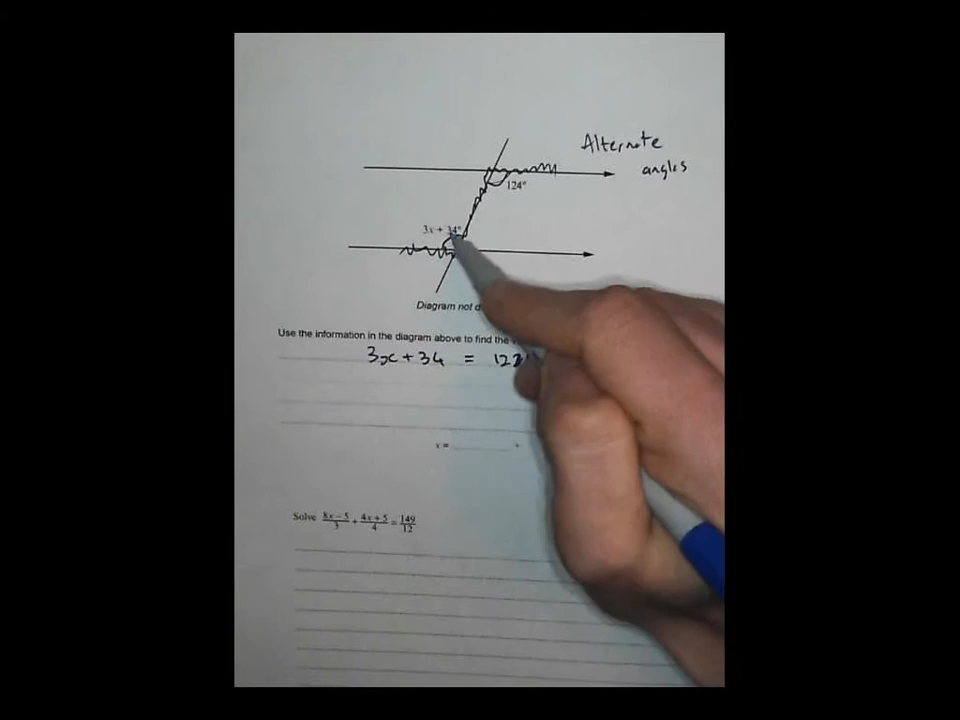 Alternate
angles
124°
3x + 34°
Diagram not
Use the information in the diagram above to find the
3x + 34 =
x = ________ °
Solve (8x − 5)/3 + (4x + 5)/4 = 149/12